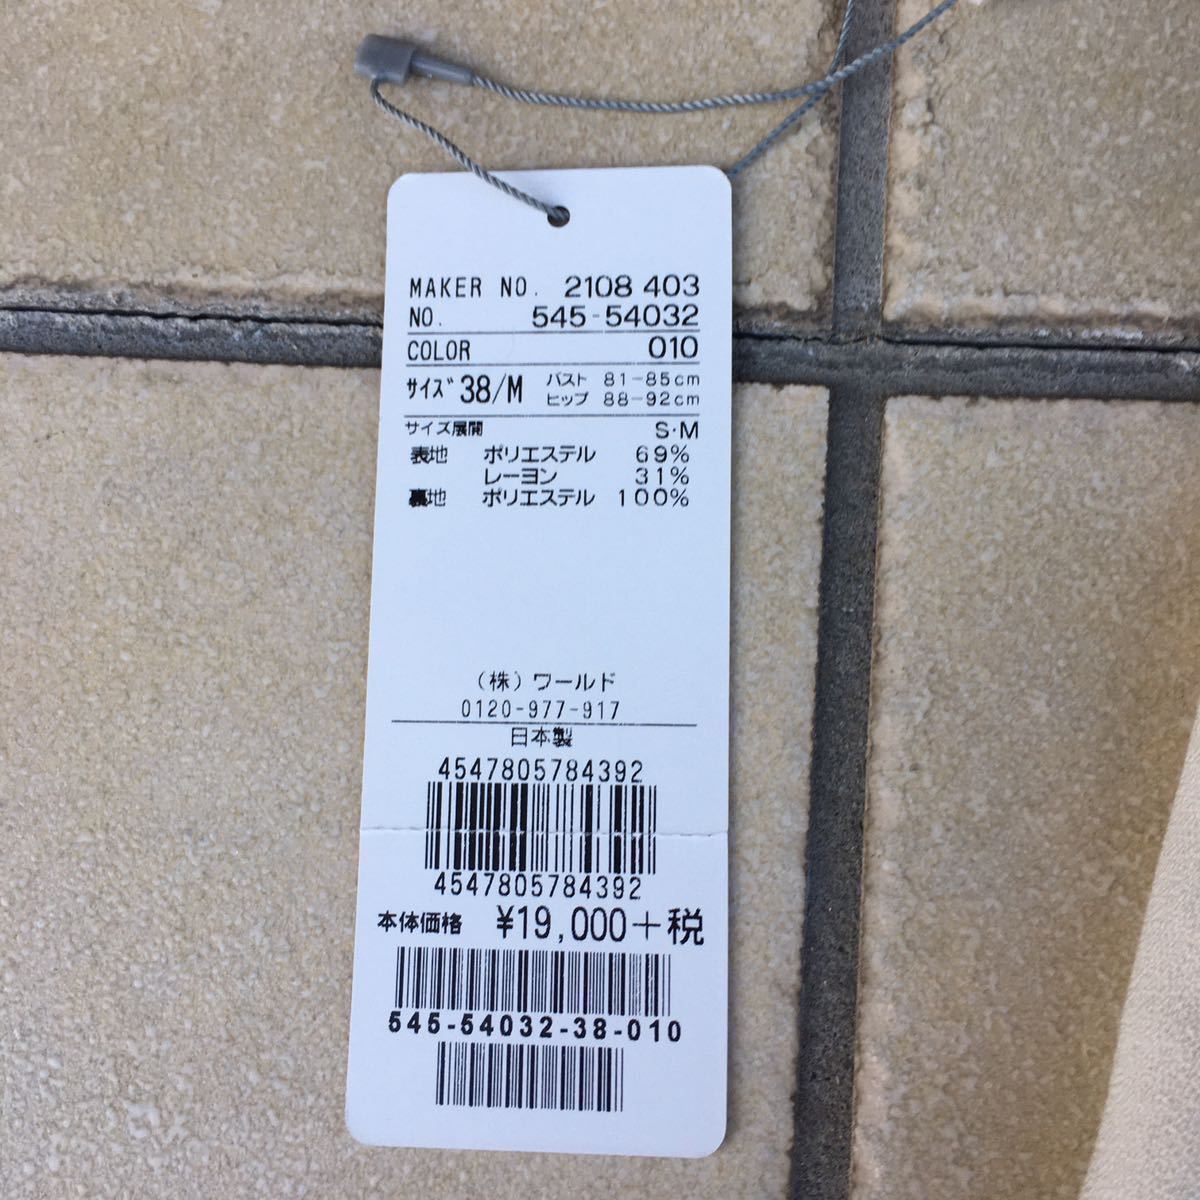 MAKER NO. 2108 403
NO. 545-54032
COLOR 010
サイズ 38/M バスト 81-85cm
ヒップ 88-92cm
サイズ展開 S・M
表地 ポリエステル 69%
レーヨン 31%
裏地 ポリエステル 100%
(株)ワールド
0120-977-917
日本製
4547805784392
4547805784392
本体価格 ¥19,000+税
545-54032-38-010